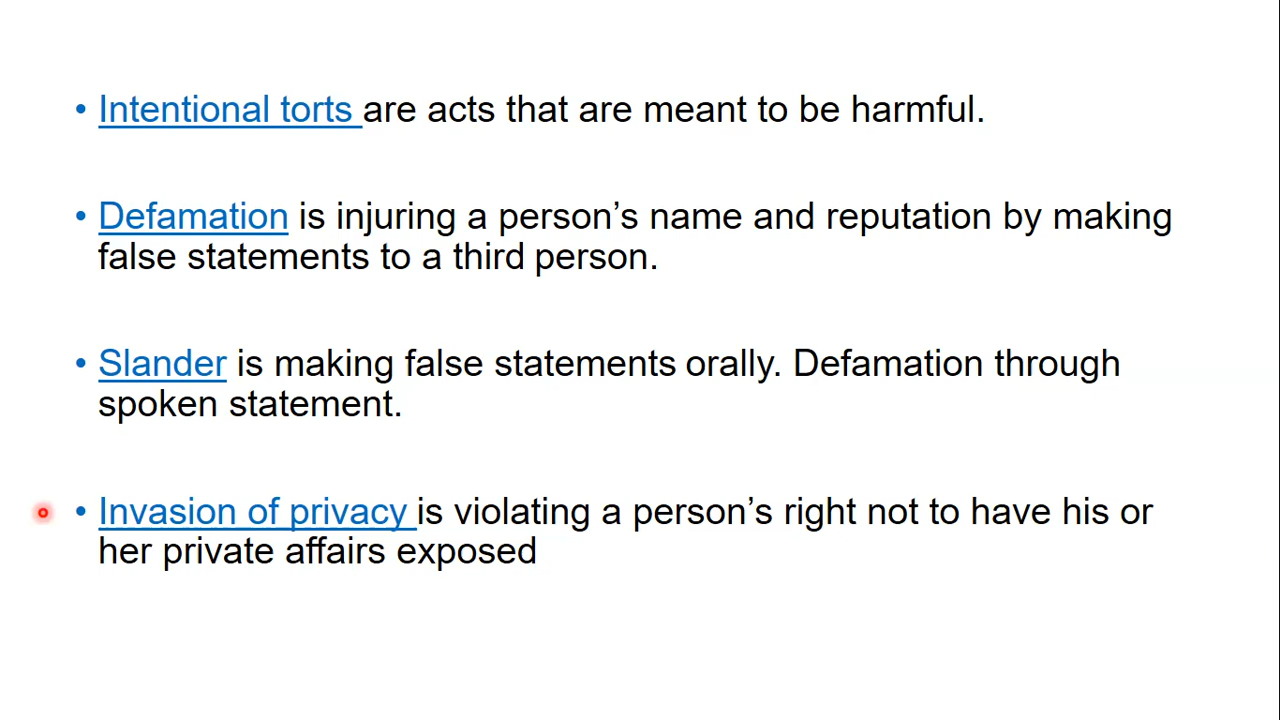 • Intentional torts are acts that are meant to be harmful.
• Defamation is injuring a person’s name and reputation by making
false statements to a third person.
• Slander is making false statements orally. Defamation through
spoken statement.
• Invasion of privacy is violating a person’s right not to have his or
her private affairs exposed